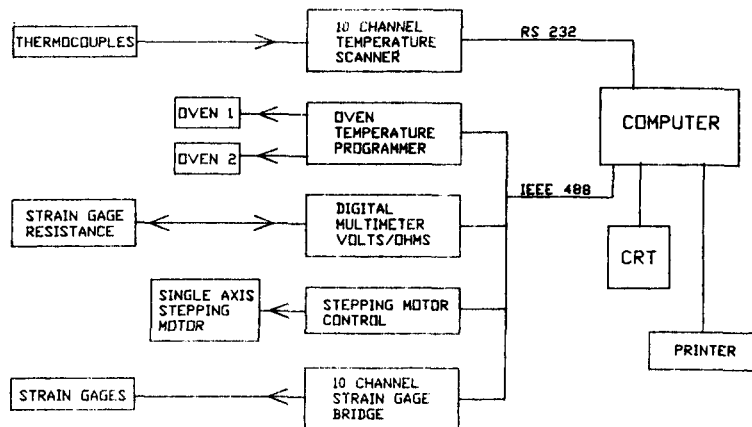 THERMOCOUPLES
10 CHANNEL
TEMPERATURE
SCANNER
RS 232
COMPUTER
OVEN 1
OVEN 2
OVEN
TEMPERATURE
PROGRAMMER
IEEE 488
STRAIN GAGE
RESISTANCE
DIGITAL
MULTIMETER
VOLTS/OHMS
CRT
SINGLE AXIS
STEPPING
MOTOR
STEPPING MOTOR
CONTROL
PRINTER
STRAIN GAGES
10 CHANNEL
STRAIN GAGE
BRIDGE